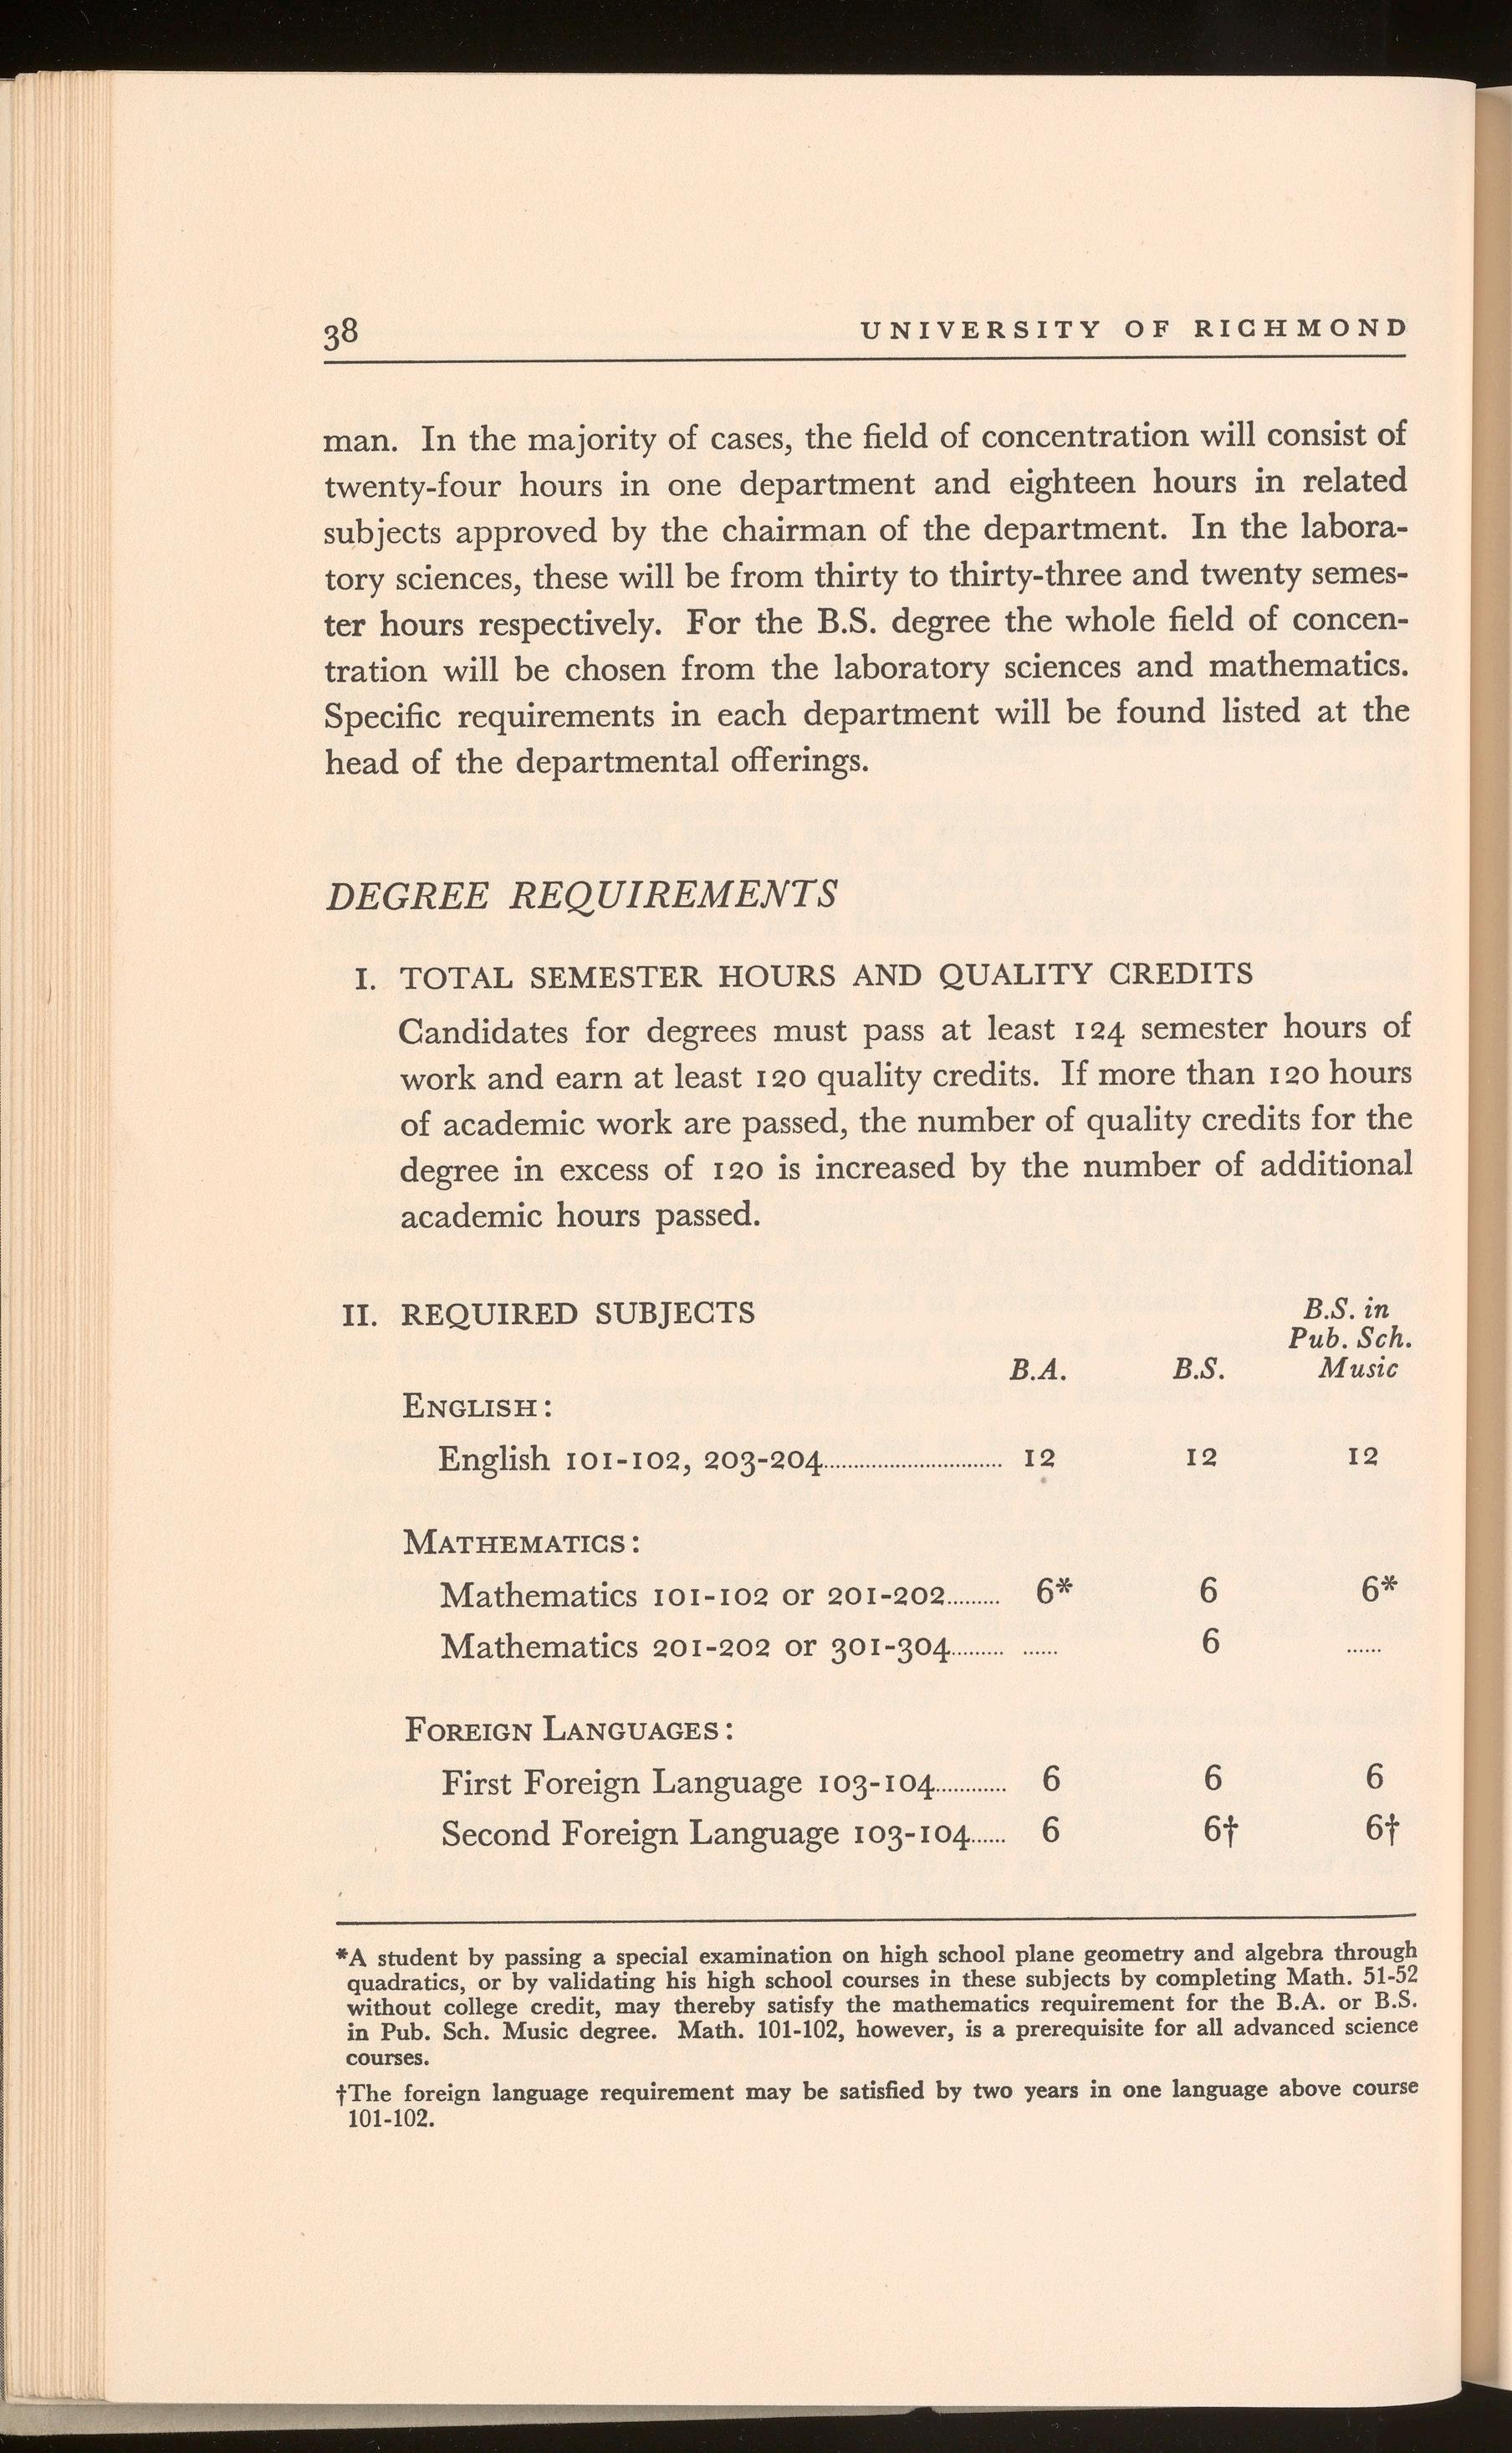 38 UNIVERSITY OF RICHMOND
man. In the majority of cases, the field of concentration will consist of
twenty-four hours in one department and eighteen hours in related
subjects approved by the chairman of the department. In the labora-
tory sciences, these will be from thirty to thirty-three and twenty semes-
ter hours respectively. For the B.S. degree the whole field of concen-
tration will be chosen from the laboratory sciences and mathematics.
Specific requirements in each department will be found listed at the
head of the departmental offerings.
DEGREE REQUIREMENTS
I. TOTAL SEMESTER HOURS AND QUALITY CREDITS
Candidates for degrees must pass at least 124 semester hours of
work and earn at least 120 quality credits. If more than 120 hours
of academic work are passed, the number of quality credits for the
degree in excess of 120 is increased by the number of additional
academic hours passed.
II. REQUIRED SUBJECTS B.S. in
Pub. Sch.
B.A. B.S. Music
ENGLISH:
English 101-102, 203-204.............................. 12 12 12
MATHEMATICS:
Mathematics 101-102 or 201-202......... 6* 6 6*
Mathematics 201-202 or 301-304......... ...... 6 ......
FOREIGN LANGUAGES:
First Foreign Language 103-104............ 6 6 6
Second Foreign Language 103-104...... 6 6† 6†
*A student by passing a special examination on high school plane geometry and algebra through
quadratics, or by validating his high school courses in these subjects by completing Math. 51-52
without college credit, may thereby satisfy the mathematics requirement for the B.A. or B.S.
in Pub. Sch. Music degree. Math. 101-102, however, is a prerequisite for all advanced science
courses.
†The foreign language requirement may be satisfied by two years in one language above course
101-102.